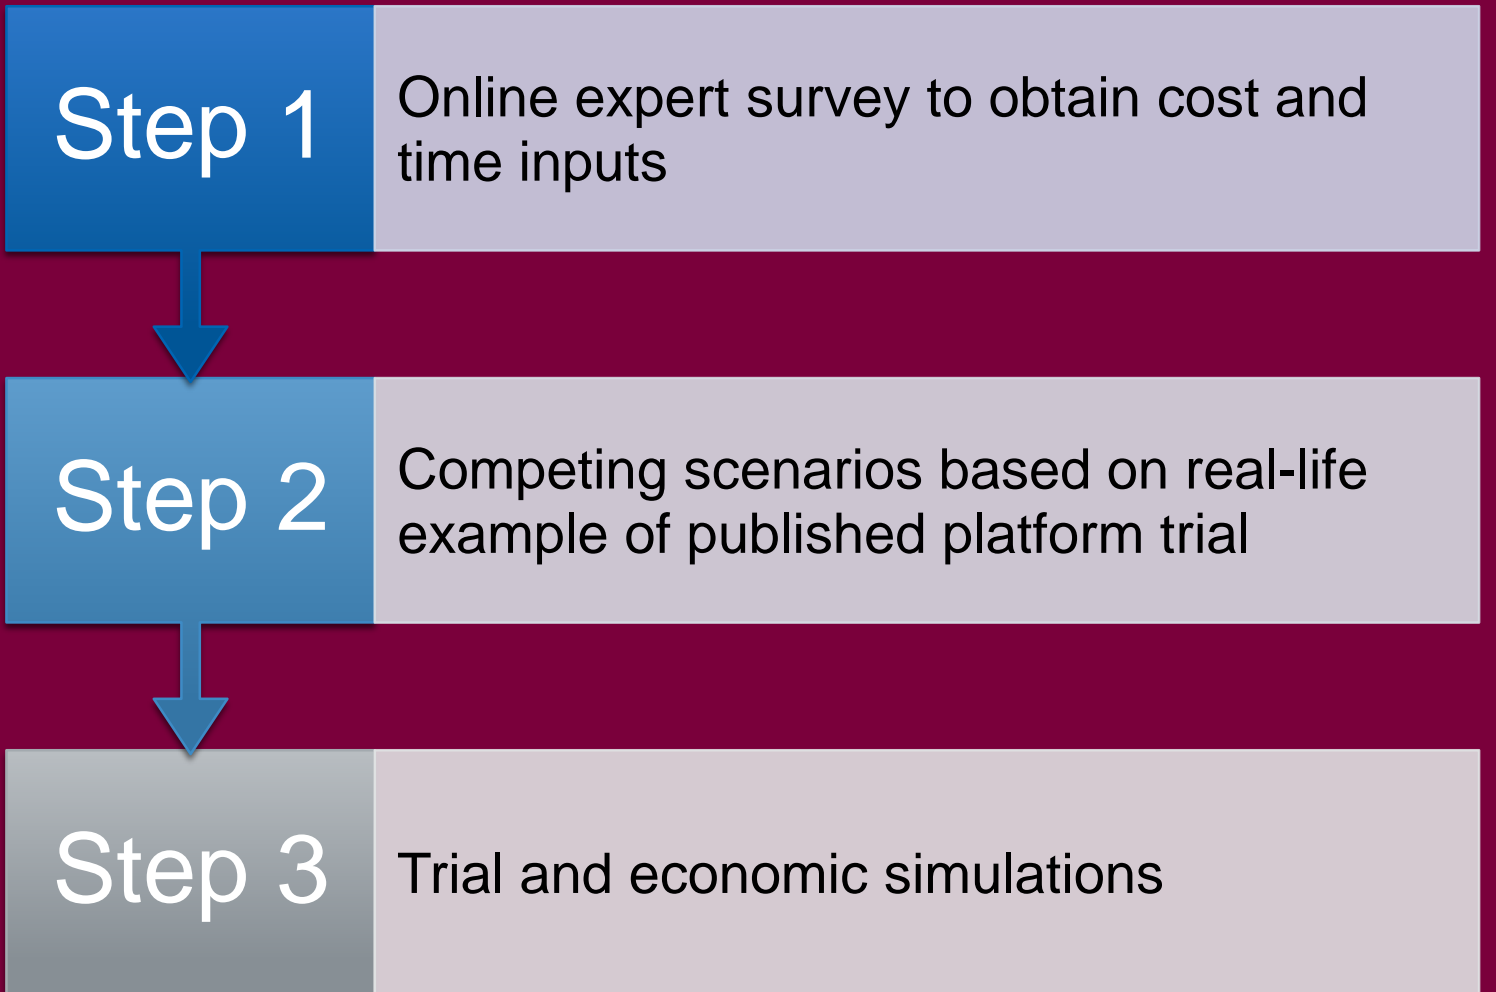 Step 1
Online expert survey to obtain cost and
time inputs
Step 2
Competing scenarios based on real-life
example of published platform trial
Step 3
Trial and economic simulations